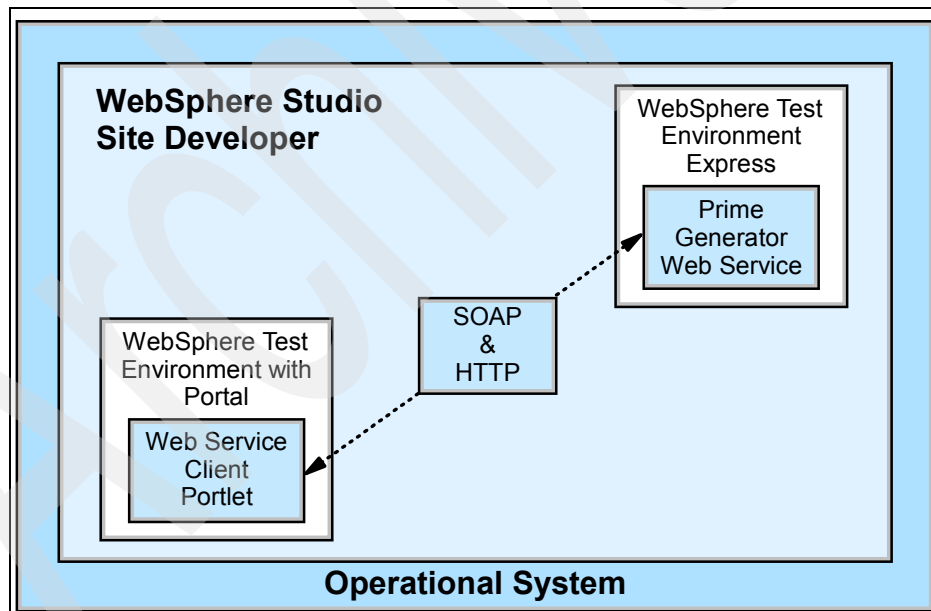 WebSphere Studio
Site Developer
WebSphere Test
Environment
Express
Prime
Generator
Web Service
SOAP
&
HTTP
WebSphere Test
Environment with
Portal
Web Service
Client
Portlet
Operational System